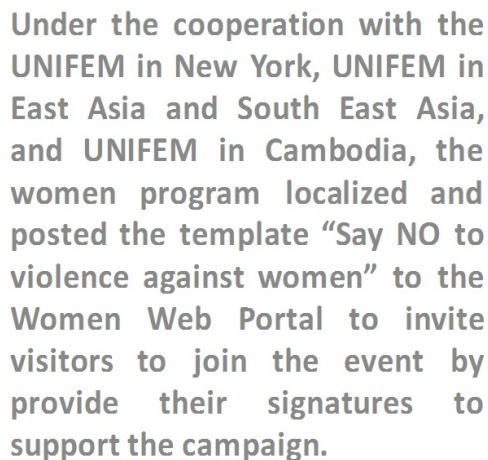 Under the cooperation with the
UNIFEM in New York, UNIFEM in
East Asia and South East Asia,
and UNIFEM in Cambodia, the
women program localized and
posted the template “Say NO to
violence against women” to the
Women Web Portal to invite
visitors to join the event by
provide their signatures to
support the campaign.